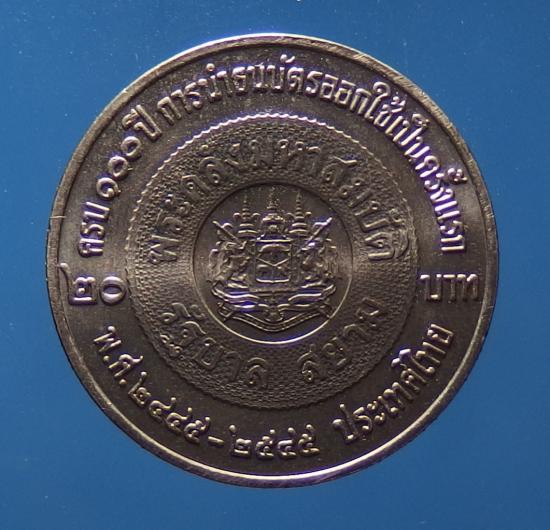 ครบ ๑๐๐ ปี การนำธนบัตรออกใช้เป็นครั้งแรก
พระคลังมหาสมบัติ
รัฐบาล สยาม
๒๐ บาท
พ.ศ. ๒๔๔๕ - ๒๕๔๕ ประเทศไทย